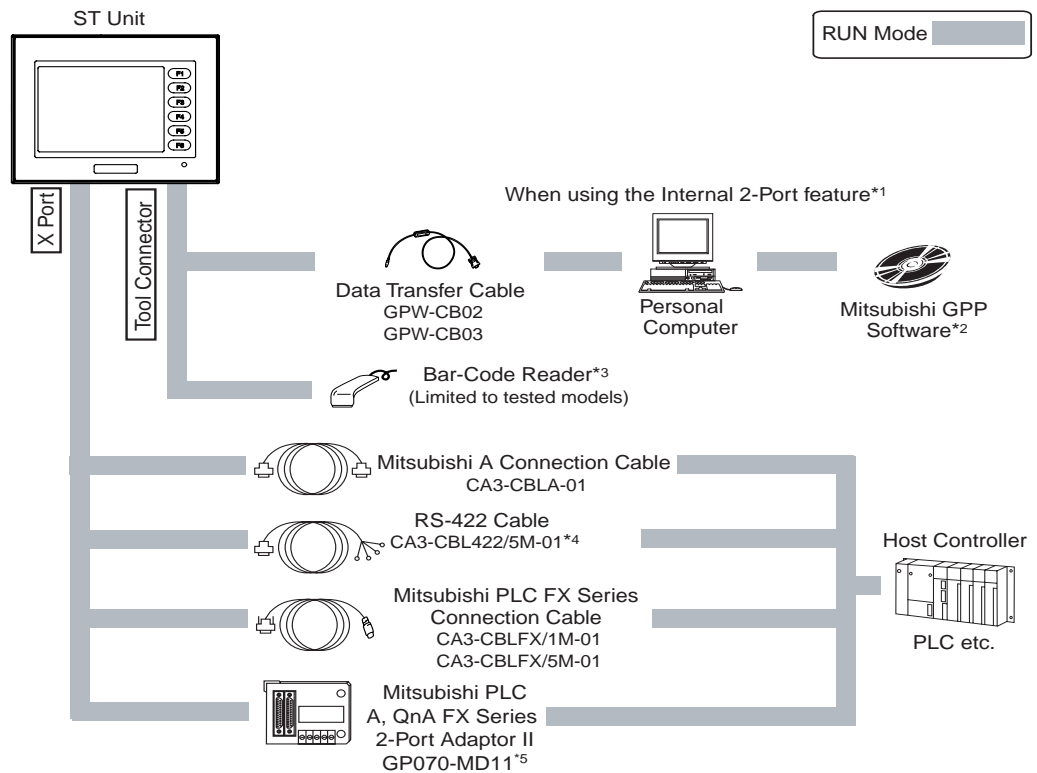 ST Unit
RUN Mode
F1
F2
F3
F4
F5
F6
X Port
Tool Connector
When using the Internal 2-Port feature*1
Data Transfer Cable
GPW-CB02
GPW-CB03
Personal
Computer
Mitsubishi GPP
Software*2
Bar-Code Reader*3
(Limited to tested models)
Mitsubishi A Connection Cable
CA3-CBLA-01
RS-422 Cable
CA3-CBL422/5M-01*4
Mitsubishi PLC FX Series
Connection Cable
CA3-CBLFX/1M-01
CA3-CBLFX/5M-01
Host Controller
PLC etc.
Mitsubishi PLC
A, QnA FX Series
2-Port Adaptor II
GP070-MD11*5